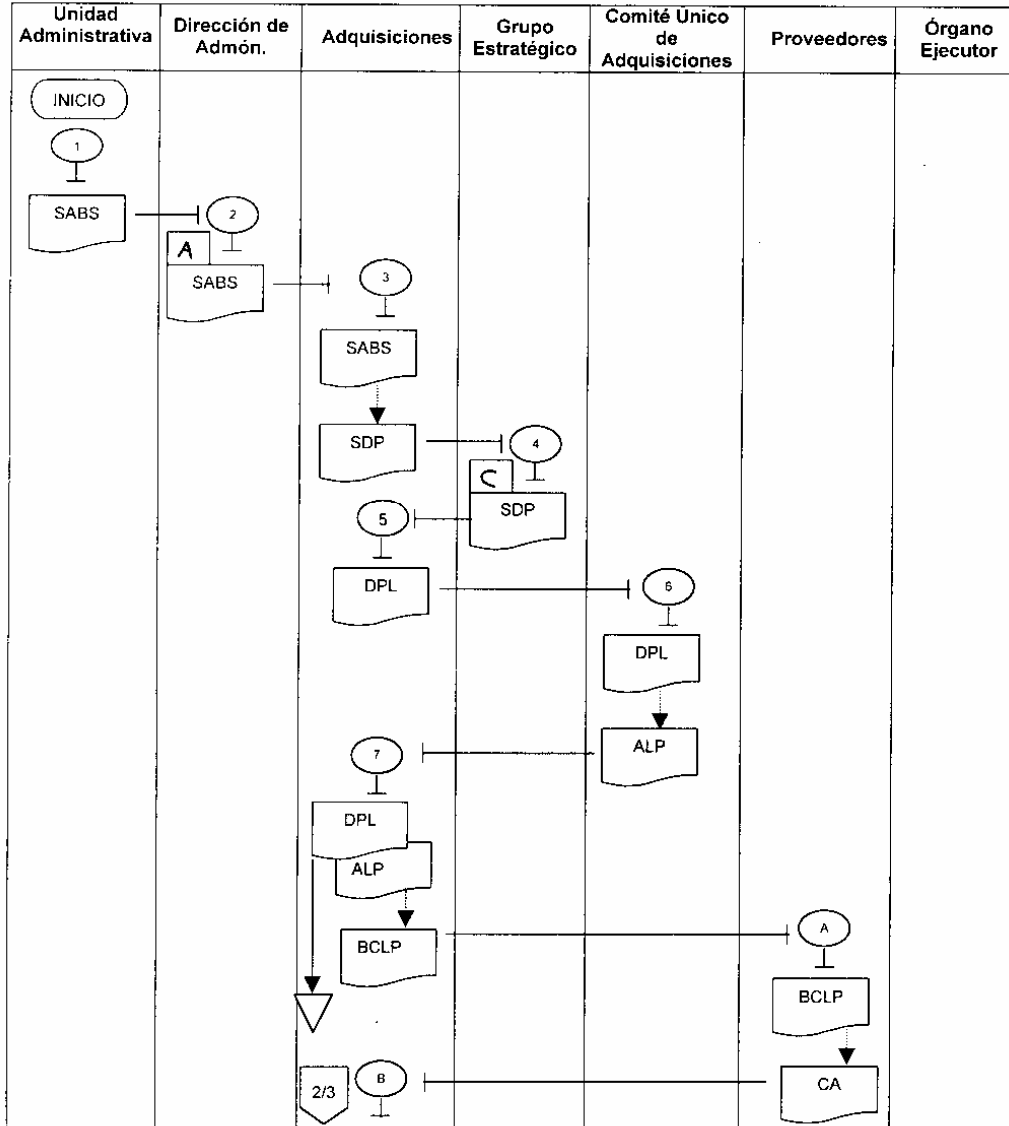 Unidad
Administrativa
Dirección de
Admón.
Adquisiciones
Grupo
Estratégico
Comité Unico
de
Adquisiciones
Proveedores
Órgano
Ejecutor
INICIO
1
SABS
2
A
SABS
3
SABS
SDP
4
C
SDP
5
DPL
6
DPL
ALP
7
DPL
ALP
BCLP
A
BCLP
CA
2/3
B